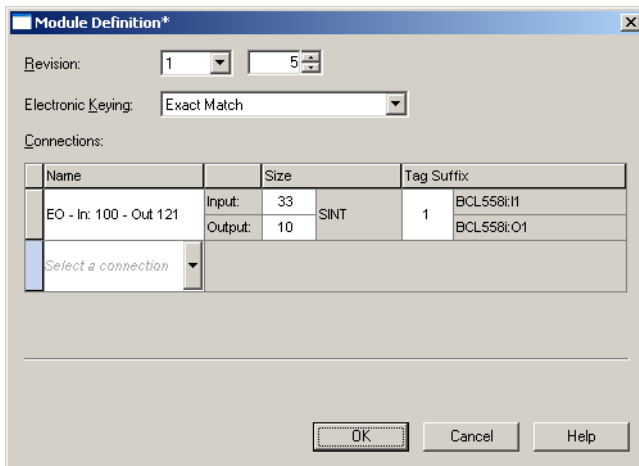 Module Definition*
Revision: 1 5
Electronic Keying: Exact Match
Connections:
Name Size Tag Suffix
EO - In: 100 - Out 121 Input: 33 SINT 1 BCL558i:I1
Output: 10 BCL558i:O1
Select a connection
OK Cancel Help